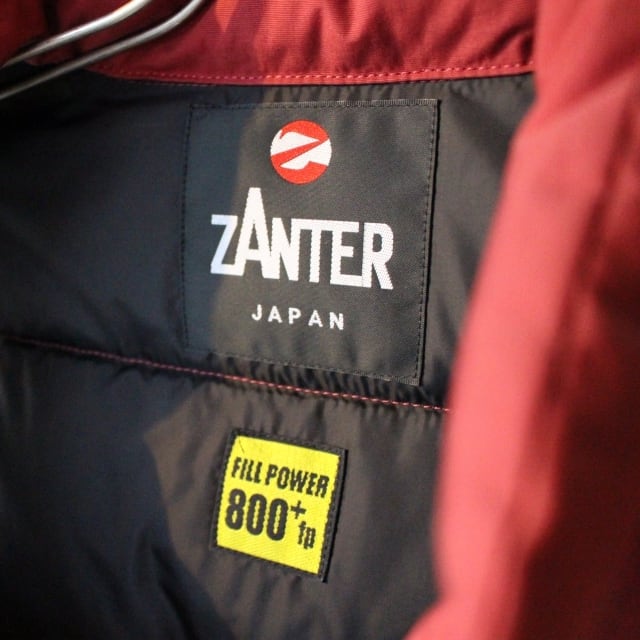 ZANTER
JAPAN
FILL POWER
800+ fp